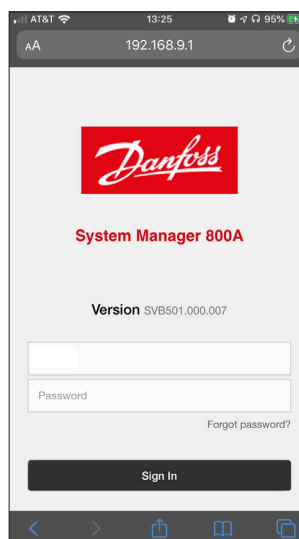 AT&T 13:25 95%
AA 192.168.9.1
Danfoss
System Manager 800A
Version SVB501.000.007
Password
Forgot password?
Sign In